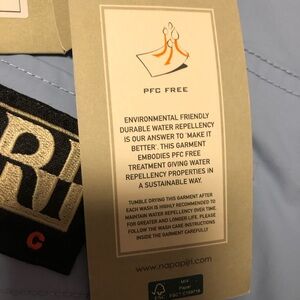 PFC FREE
ENVIRONMENTAL FRIENDLY
DURABLE WATER REPELLENCY
IS OUR ANSWER TO 'MAKE IT
BETTER'. THIS GARMENT
EMBODIES PFC FREE
TREATMENT GIVING WATER
REPELLENCY PROPERTIES IN
A SUSTAINABLE WAY.
TUMBLE DRYING THIS GARMENT AFTER
EACH WASH IS HIGHLY RECOMMENDED TO
MAINTAIN WATER REPELLENCY OVER TIME.
FOR GREATER AND LONGER LIFE, PLEASE
FOLLOW THE WASH CARE INSTRUCTIONS
INSIDE THE GARMENT CAREFULLY!
RI
C
www.napapijri.com
FSC
MIX
Paper